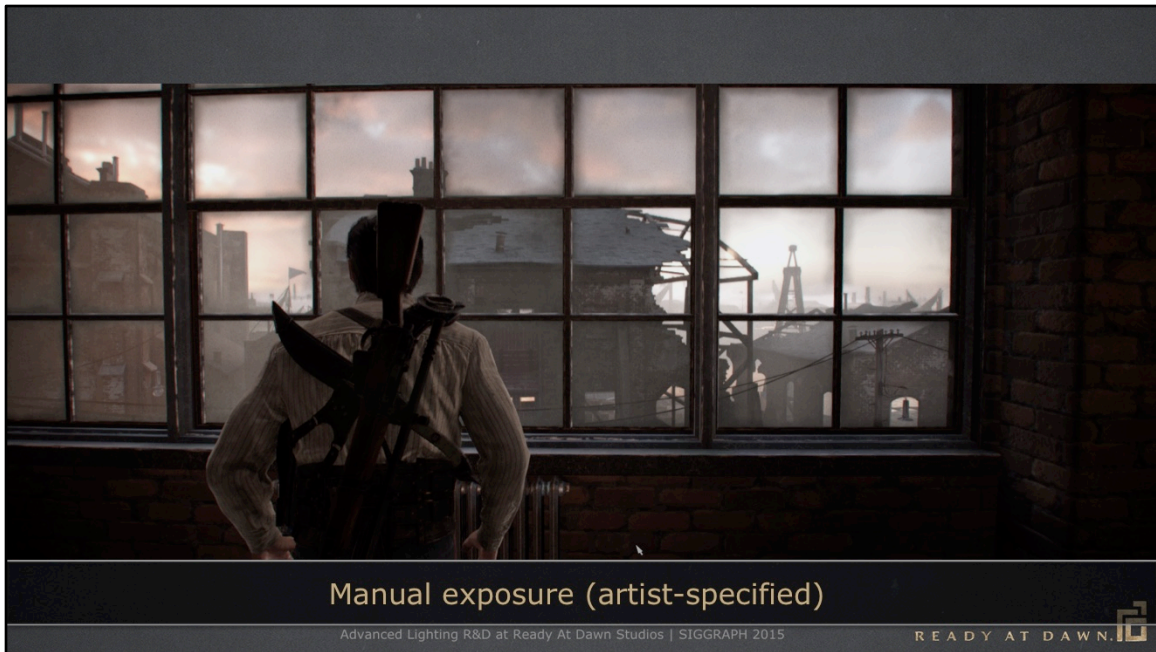 Manual exposure (artist-specified)
Advanced Lighting R&D at Ready At Dawn Studios | SIGGRAPH 2015
READY AT DAWN.